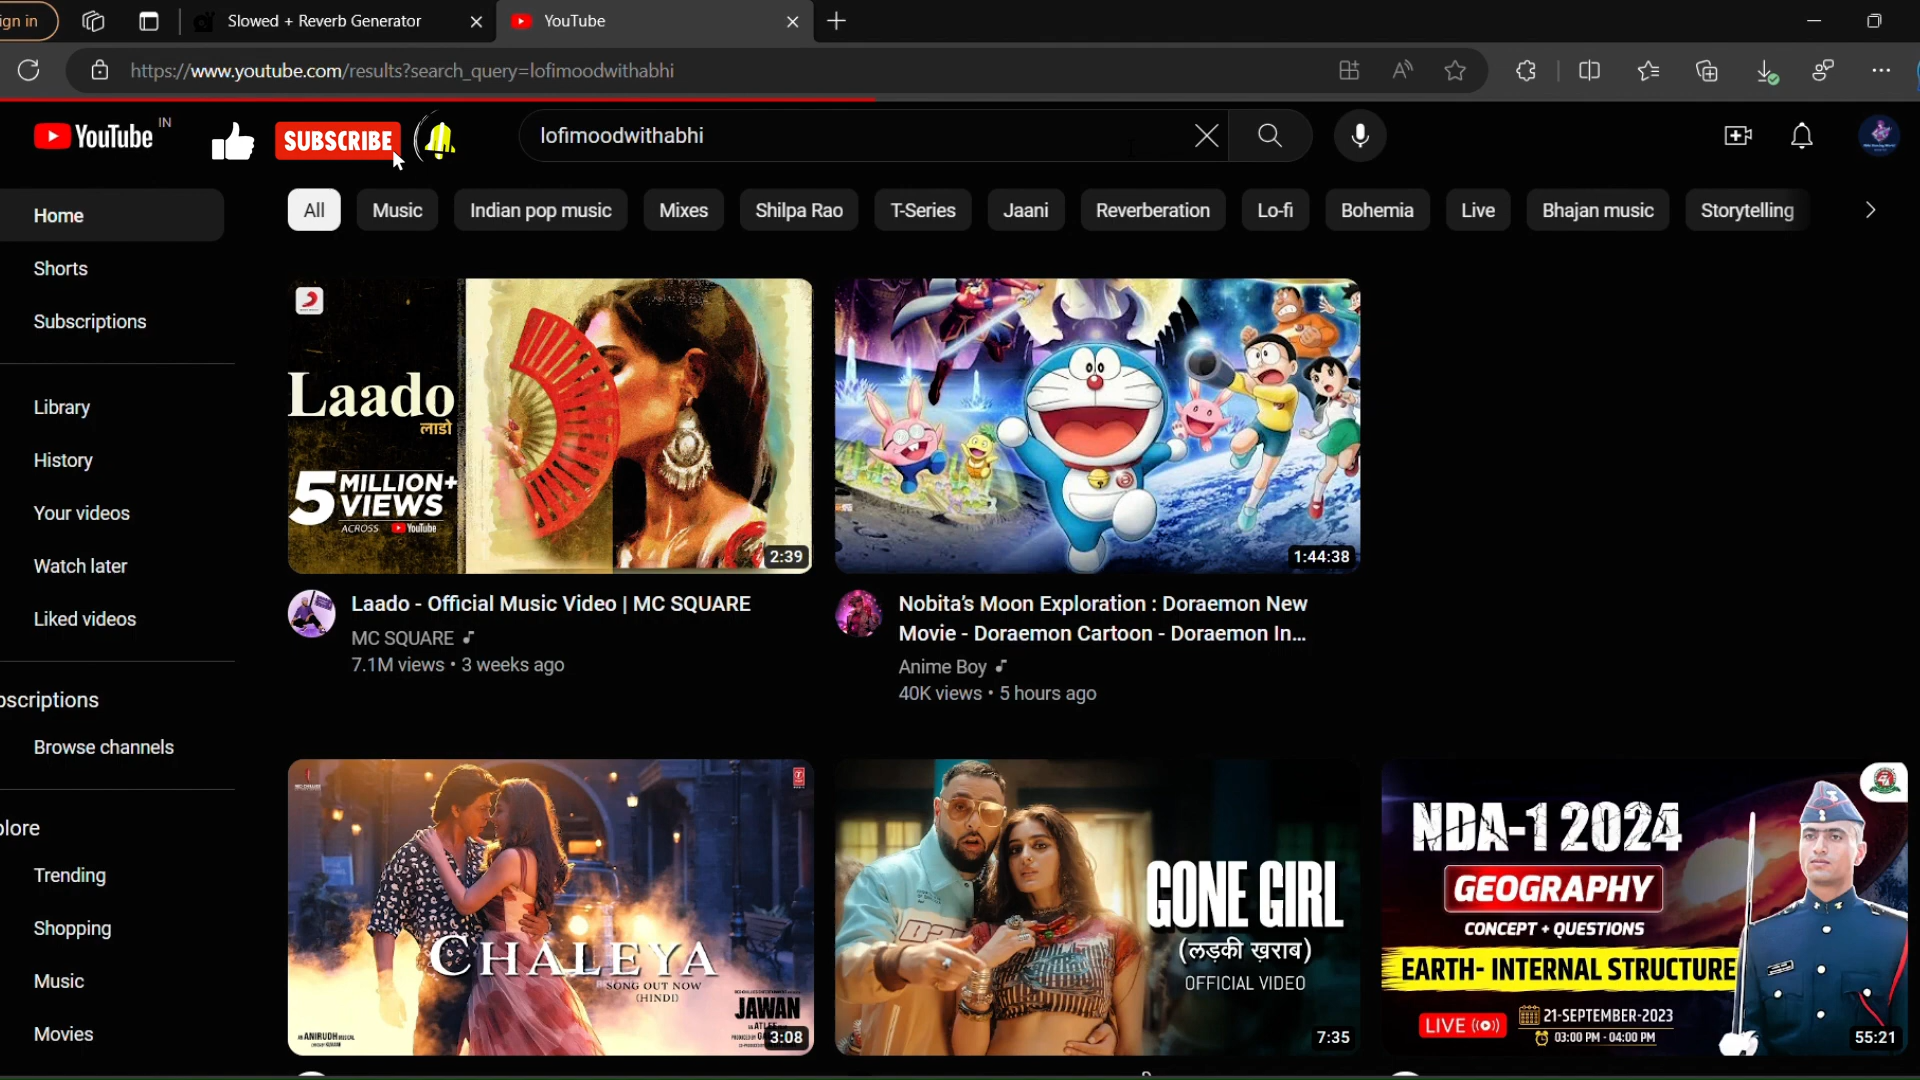 ign in
Slowed + Reverb Generator
YouTube
https://www.youtube.com/results?search_query=lofimoodwithabhi
YouTube IN
SUBSCRIBE
lofimoodwithabhi
All
Music
Indian pop music
Mixes
Shilpa Rao
T-Series
Jaani
Reverberation
Lo-fi
Bohemia
Live
Bhajan music
Storytelling
Home
Shorts
Subscriptions
Library
History
Your videos
Watch later
Liked videos
oscriptions
Browse channels
olore
Trending
Shopping
Music
Movies
Laado
लाडो
5 MILLION+
VIEWS
ACROSS YouTube
2:39
Laado - Official Music Video | MC SQUARE
MC SQUARE
7.1M views • 3 weeks ago
1:44:38
Nobita's Moon Exploration : Doraemon New
Movie - Doraemon Cartoon - Doraemon In...
Anime Boy
40K views • 5 hours ago
CHALEYA
SONG OUT NOW
(HINDI)
JAWAN
3:08
GONE GIRL
(लड़की ख़राब)
OFFICIAL VIDEO
7:35
NDA-1 2024
GEOGRAPHY
CONCEPT + QUESTIONS
EARTH- INTERNAL STRUCTURE
LIVE
21-SEPTEMBER-2023
03:00 PM - 04:00 PM
55:21